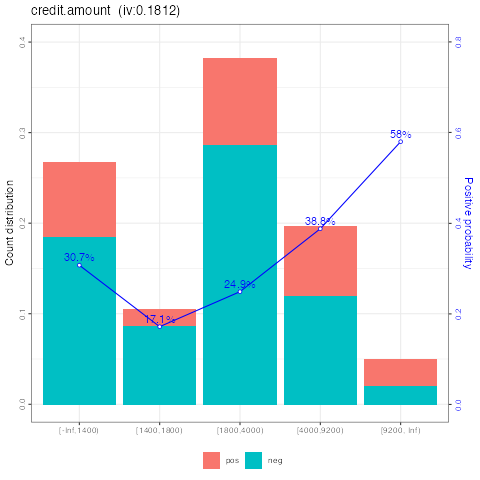 credit.amount (iv:0.1812)
Count distribution
0.4
0.3
0.2
0.1
0.0
30.7%
17.1%
24.9%
38.8%
58%
0.8
0.6
0.4
0.2
0.0
Positive probability
[-Inf,1400)
[1400,1800)
[1800,4000)
[4000,9200)
[9200, Inf)
pos
neg